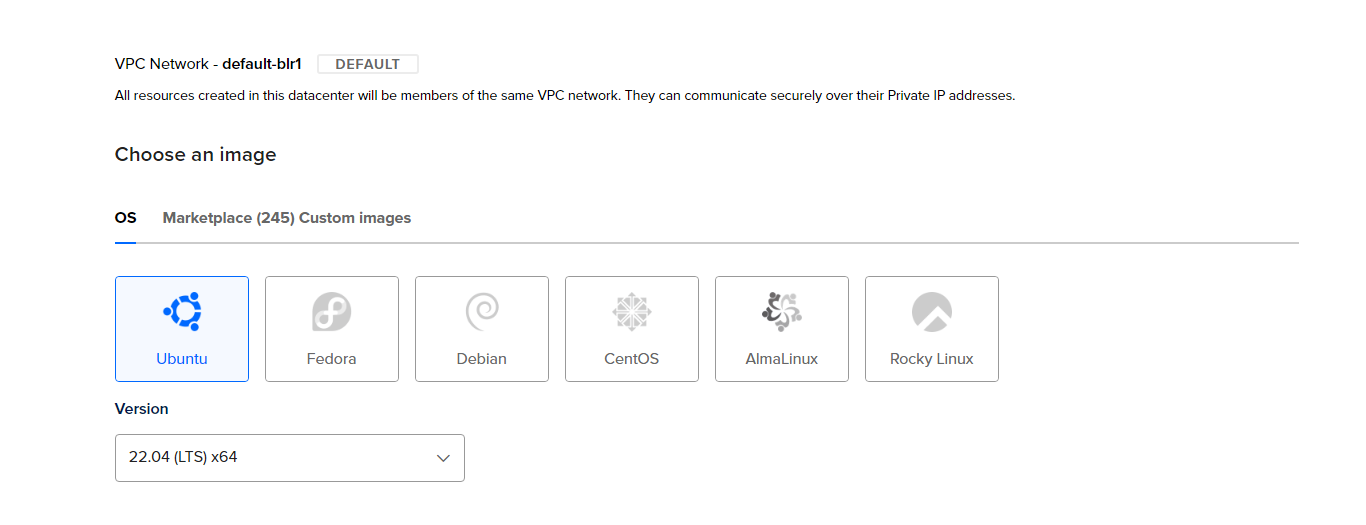 VPC Network - default-blr1 DEFAULT
All resources created in this datacenter will be members of the same VPC network. They can communicate securely over their Private IP addresses.
Choose an image
OS Marketplace (245) Custom images
Ubuntu Fedora Debian CentOS AlmaLinux Rocky Linux
Version
22.04 (LTS) x64